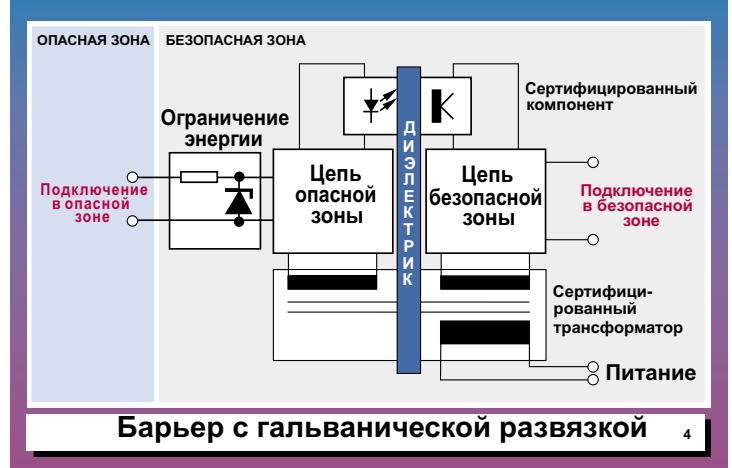 ОПАСНАЯ ЗОНА
БЕЗОПАСНАЯ ЗОНА
Сертифицированный
компонент
Ограничение
энергии
ДИЭЛЕКТРИК
Цепь
опасной
зоны
Цепь
безопасной
зоны
Подключение
в опасной
зоне
Подключение
в безопасной
зоне
Сертифици-
рованный
трансформатор
Питание
Барьер с гальванической развязкой
4